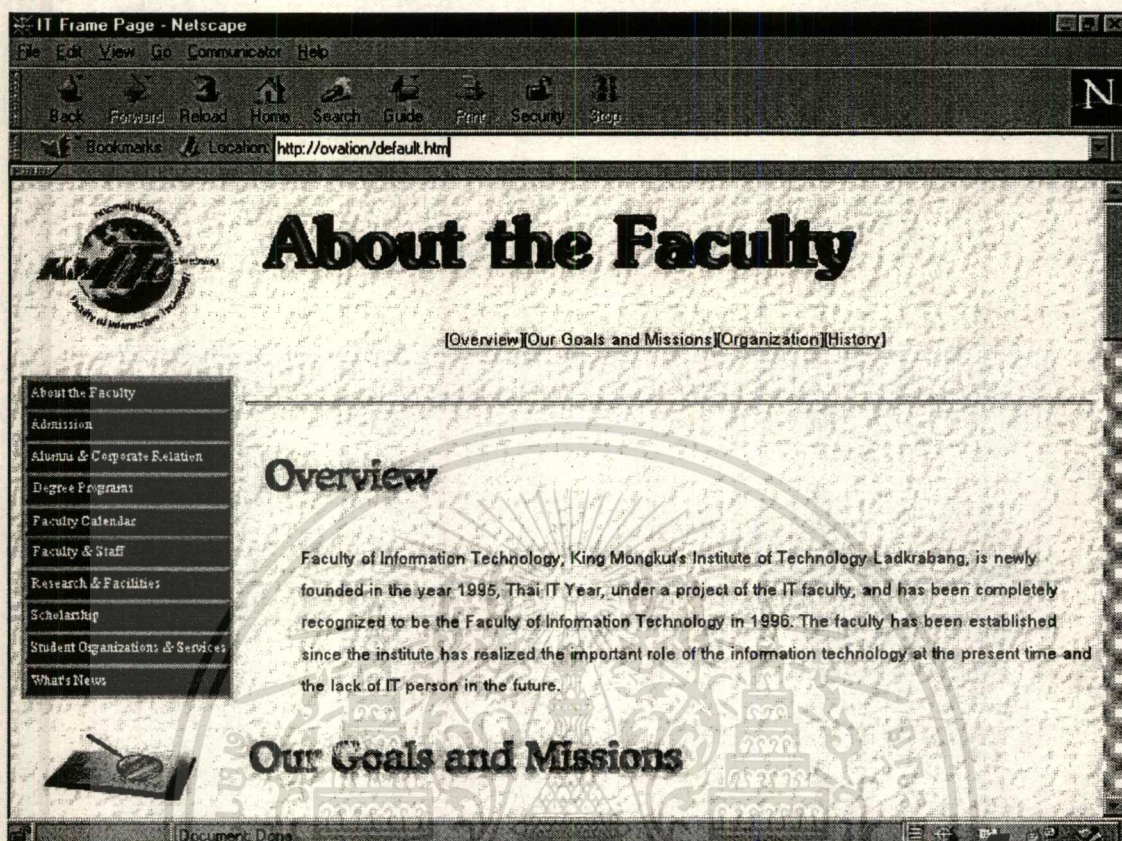 IT Frame Page - Netscape
File Edit View Go Communicator Help
Back Forward Reload Home Search Guide Print Security Stop
N
Bookmarks Location: http://ovation/default.htm
KMITL
Faculty of Information Technology
About the Faculty
[Overview][Our Goals and Missions][Organization][History]
About the Faculty
Admission
Alumni & Corporate Relation
Degree Programs
Faculty Calendar
Faculty & Staff
Research & Facilities
Scholarship
Student Organizations & Services
What's News
Overview
Faculty of Information Technology, King Mongkut's Institute of Technology Ladkrabang, is newly
founded in the year 1995, Thai IT Year, under a project of the IT faculty, and has been completely
recognized to be the Faculty of Information Technology in 1996. The faculty has been established
since the institute has realized the important role of the information technology at the present time and
the lack of IT person in the future.
Our Goals and Missions
Document: Done